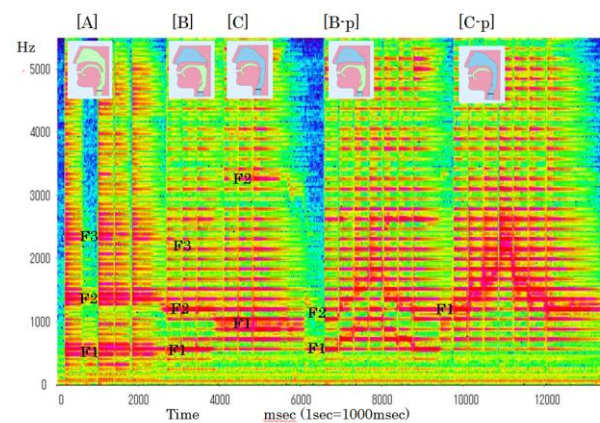 [A] [B] [C] [B-p] [C-p]
Hz
5000
4000
3000
2000
1000
0
F3
F2
F1
F3
F2
F1
F2
F1
F2
F1
F1
0 2000 4000 6000 8000 10000 12000
Time msec (1sec=1000msec)